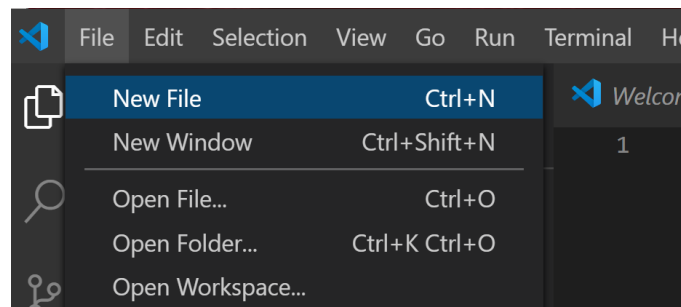 File Edit Selection View Go Run Terminal
New File Ctrl+N
New Window Ctrl+Shift+N
Open File... Ctrl+O
Open Folder... Ctrl+K Ctrl+O
Open Workspace...
1